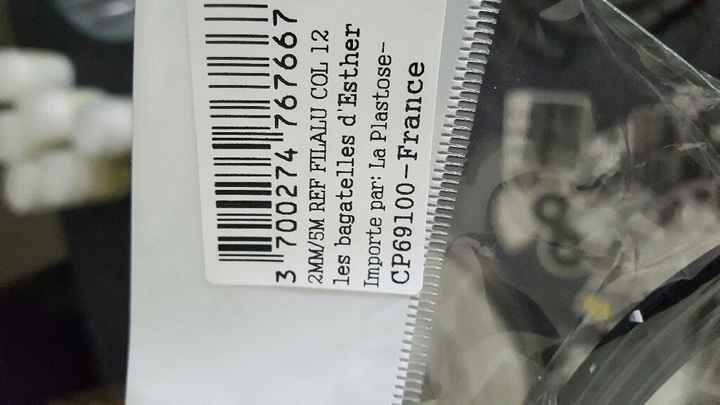 3 700274 767667
2MM/5M REF FILALU COL 12
les bagatelles d'Esther
Importe par: La Plastose-
CP69100-France